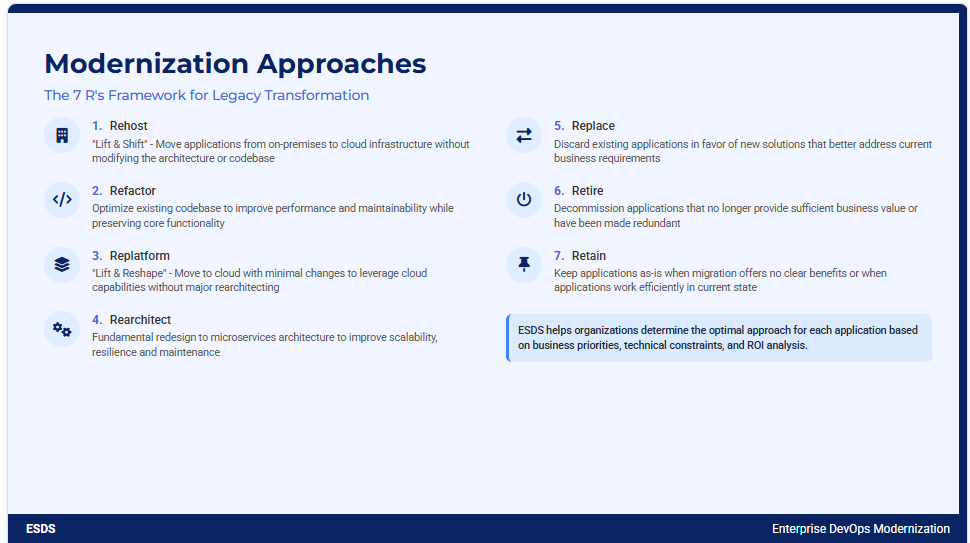 Modernization Approaches
The 7 R's Framework for Legacy Transformation
1. Rehost
"Lift & Shift" - Move applications from on-premises to cloud infrastructure without
modifying the architecture or codebase
2. Refactor
Optimize existing codebase to improve performance and maintainability while
preserving core functionality
3. Replatform
"Lift & Reshape" - Move to cloud with minimal changes to leverage cloud
capabilities without major rearchitecting
4. Rearchitect
Fundamental redesign to microservices architecture to improve scalability,
resilience and maintenance
5. Replace
Discard existing applications in favor of new solutions that better address current
business requirements
6. Retire
Decommission applications that no longer provide sufficient business value or
have been made redundant
7. Retain
Keep applications as-is when migration offers no clear benefits or when
applications work efficiently in current state
ESDS helps organizations determine the optimal approach for each application based
on business priorities, technical constraints, and ROI analysis.
ESDS
Enterprise DevOps Modernization